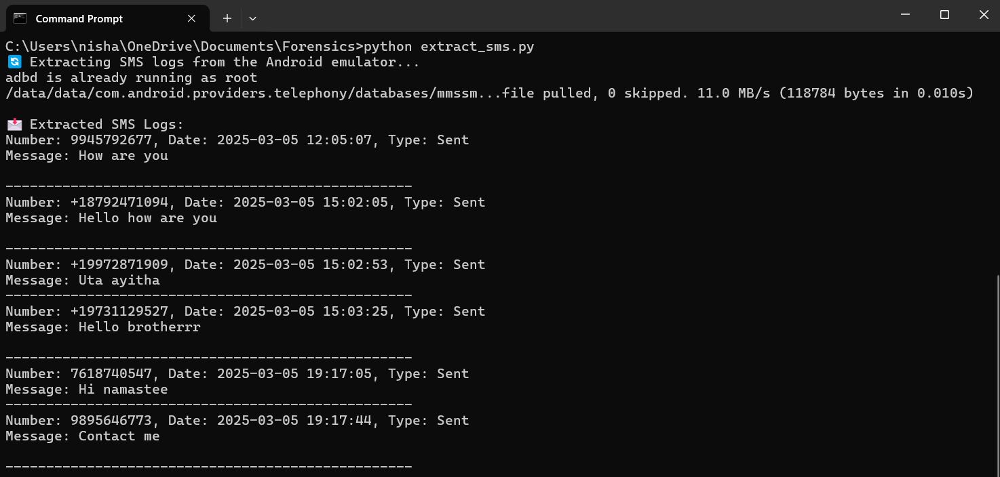 Command Prompt
C:\Users\nisha\OneDrive\Documents\Forensics>python extract_sms.py
Extracting SMS logs from the Android emulator...
adbd is already running as root
/data/data/com.android.providers.telephony/databases/mmssm...file pulled, 0 skipped. 11.0 MB/s (118784 bytes in 0.010s)
Extracted SMS Logs:
Number: 9945792677, Date: 2025-03-05 12:05:07, Type: Sent
Message: How are you
--------------------------------------------------
Number: +18792471094, Date: 2025-03-05 15:02:05, Type: Sent
Message: Hello how are you
--------------------------------------------------
Number: +19972871909, Date: 2025-03-05 15:02:53, Type: Sent
Message: Uta ayitha
--------------------------------------------------
Number: +19731129527, Date: 2025-03-05 15:03:25, Type: Sent
Message: Hello brotherrr
--------------------------------------------------
Number: 7618740547, Date: 2025-03-05 19:17:05, Type: Sent
Message: Hi namastee
--------------------------------------------------
Number: 9895646773, Date: 2025-03-05 19:17:44, Type: Sent
Message: Contact me
--------------------------------------------------